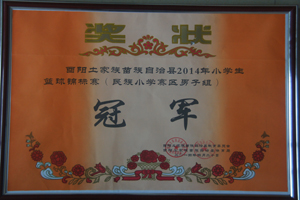 奖状
酉阳土家族苗族自治县2014年小学生
篮球锦标赛（民族小学高区男子组）
冠军